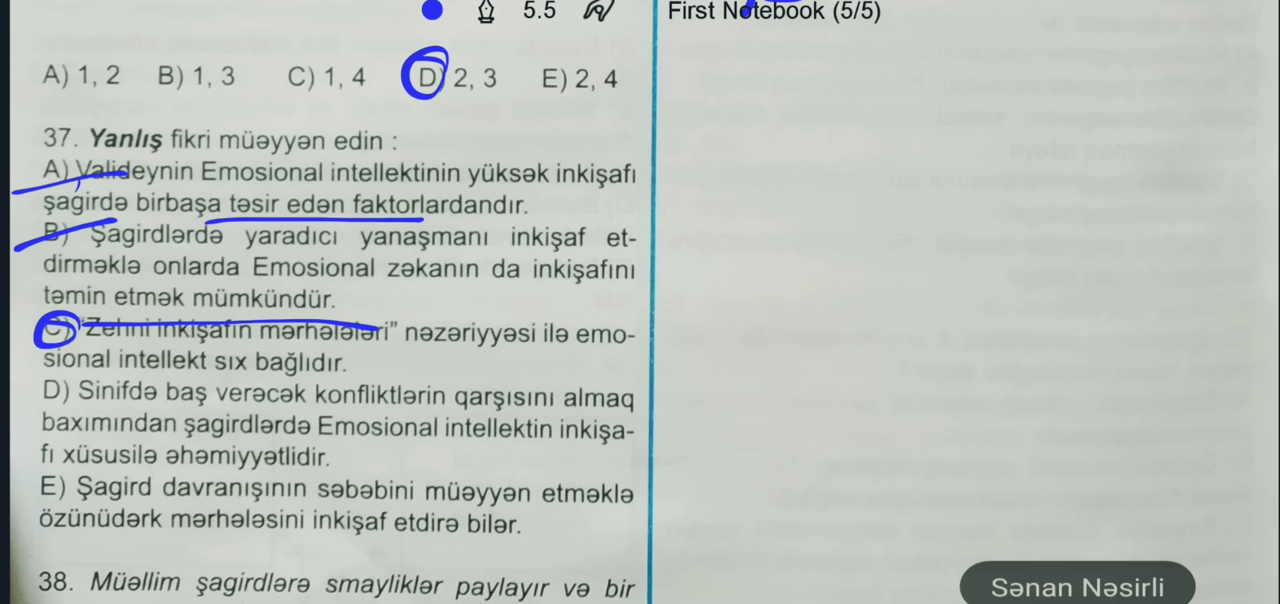 5.5
First Notebook (5/5)
A) 1, 2 B) 1, 3 C) 1, 4 D) 2, 3 E) 2, 4
37. Yanlış fikri müəyyən edin :
A) Valideynin Emosional intellektinin yüksək inkişafı
şagirdə birbaşa təsir edən faktorlardandır.
B) Şagirdlərdə yaradıcı yanaşmanı inkişaf et-
dirməklə onlarda Emosional zəkanın da inkişafını
təmin etmək mümkündür.
C) “Zehni inkişafın mərhələləri” nəzəriyyəsi ilə emo-
sional intellekt sıx bağlıdır.
D) Sinifdə baş verəcək konfliktlərin qarşısını almaq
baxımından şagirdlərdə Emosional intellektin inkişa-
fı xüsusilə əhəmiyyətlidir.
E) Şagird davranışının səbəbini müəyyən etməklə
özünüdərk mərhələsini inkişaf etdirə bilər.
38. Müəllim şagirdlərə smayliklər paylayır və bir
Sənan Nəsirli